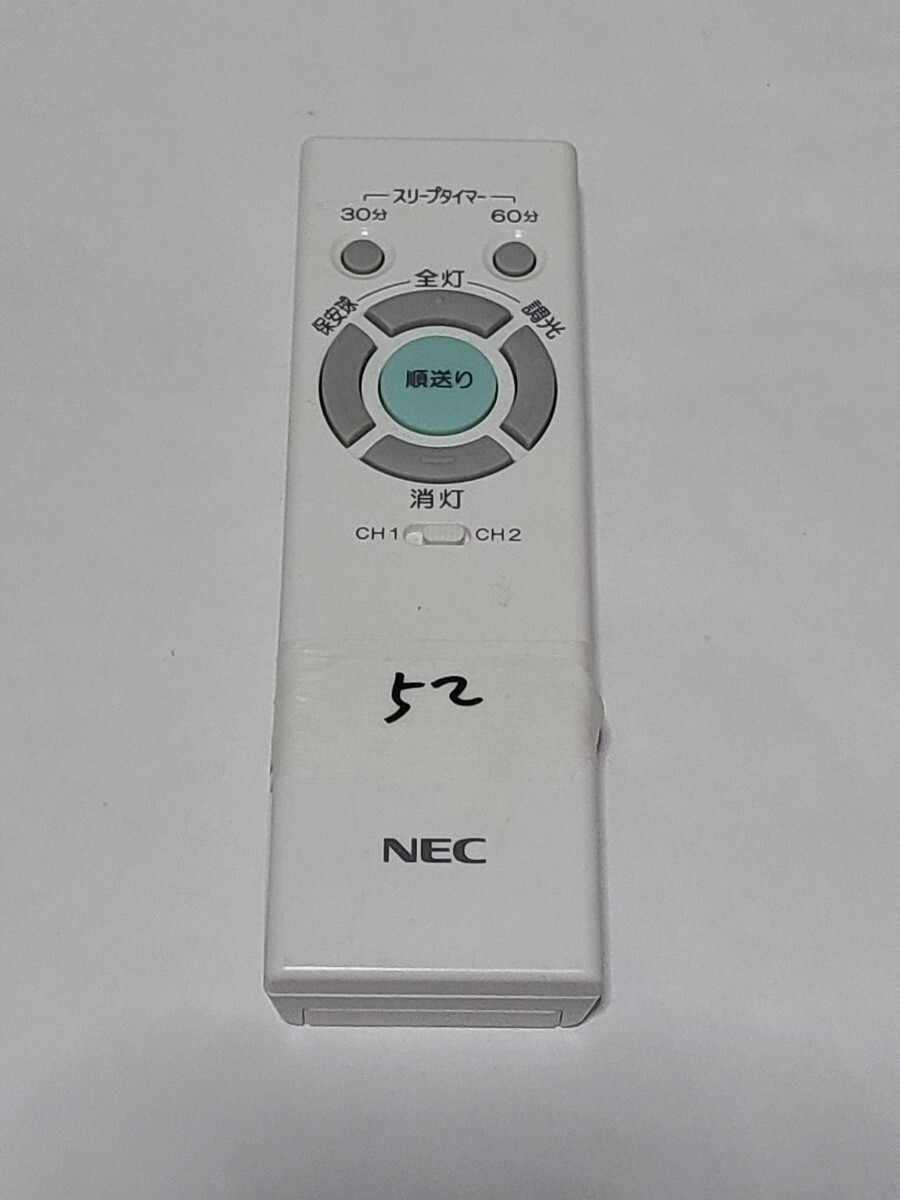 スリープタイマー
30分 60分
全灯
保安球 調光
順送り
消灯
CH1 CH2
52
NEC